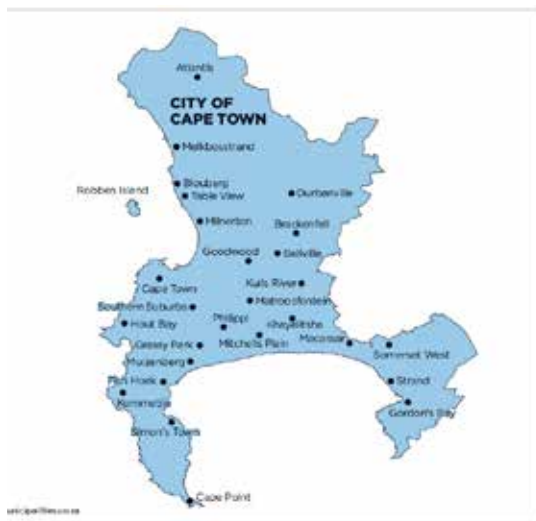 Atlantis
CITY OF
CAPE TOWN
Melkbosstrand
Blouberg
Robben Island
Table View
Durbanville
Milnerton
Brackenfell
Goodwood
Bellville
Cape Town
Kuils River
Southern Suburbs
Matroosfontein
Hout Bay
Philippi
Khayelitsha
Grassy Park
Mitchells Plain
Macassar
Somerset West
Muizenberg
Fish Hoek
Strand
Kommetjie
Gordon's Bay
Simon's Town
Cape Point